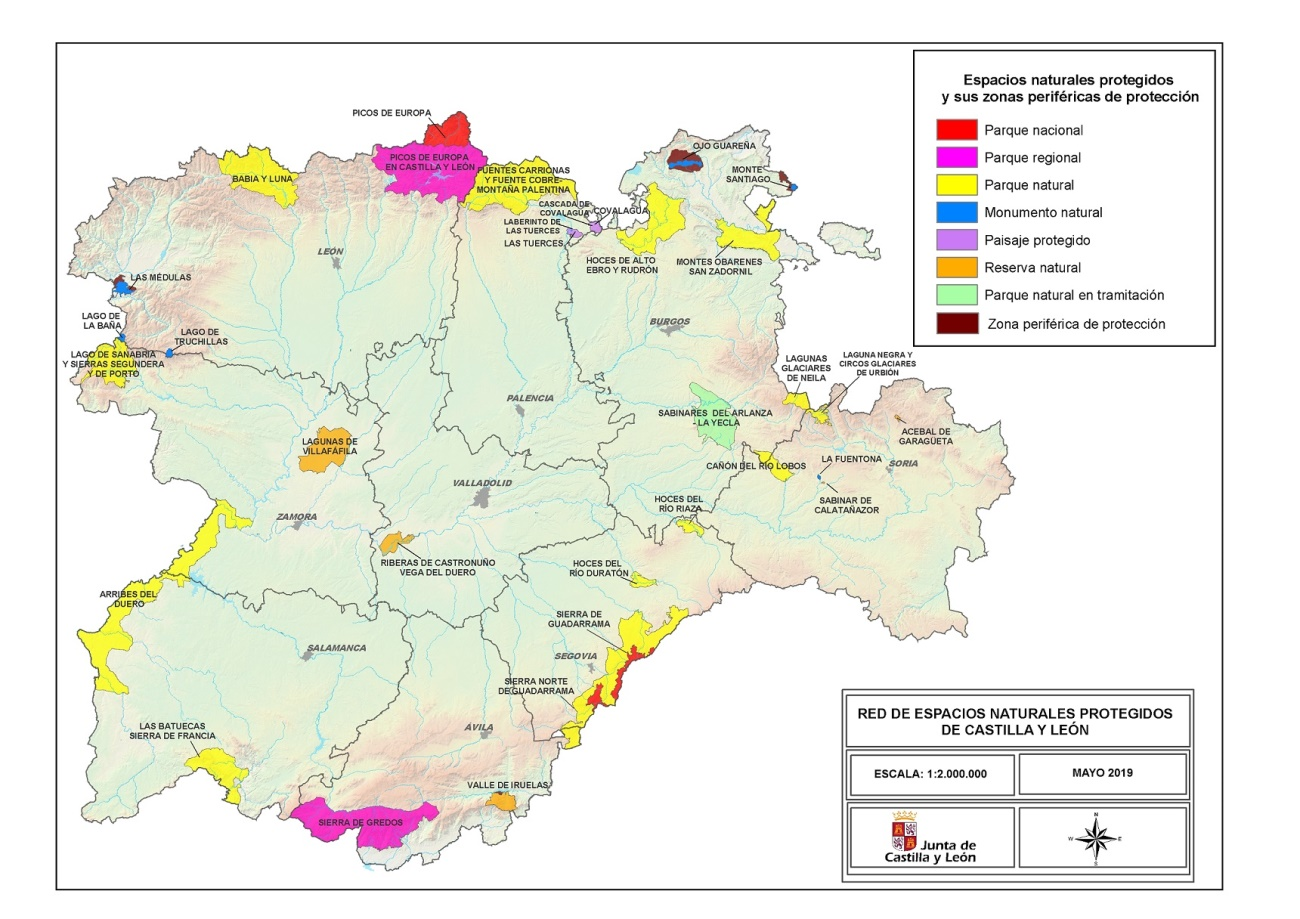 Espacios naturales protegidos
y sus zonas periféricas de protección
Parque nacional
Parque regional
Parque natural
Monumento natural
Paisaje protegido
Reserva natural
Parque natural en tramitación
Zona periférica de protección
PICOS DE EUROPA
PICOS DE EUROPA
EN CASTILLA Y LEÓN
BABIA Y LUNA
FUENTES CARRIONAS
Y FUENTE COBRE-
MONTAÑA PALENTINA
OJO GUAREÑA
MONTE
SANTIAGO
CASCADA DE
COVALAGUA
COVALAGUA
LABERINTO DE
LAS TUERCES
LAS TUERCES
HOCES DE ALTO
EBRO Y RUDRÓN
MONTES OBARENES
SAN ZADORNIL
LEÓN
LAS MÉDULAS
LAGO DE
LA BAÑA
LAGO DE
TRUCHILLAS
LAGO DE SANABRIA
Y SIERRAS SEGUNDERA
Y DE PORTO
BURGOS
LAGUNAS
GLACIARES
DE NEILA
LAGUNA NEGRA Y
CIRCOS GLACIARES
DE URBIÓN
PALENCIA
SABINARES DEL ARLANZA
- LA YECLA
ACEBAL DE
GARAGÜETA
LAGUNAS DE
VILLAFÁFILA
CAÑÓN DEL RÍO LOBOS
LA FUENTONA
SORIA
VALLADOLID
SABINAR DE
CALATAÑAZOR
HOCES DEL
RÍO RIAZA
ZAMORA
RIBERAS DE CASTRONUÑO
VEGA DEL DUERO
HOCES DEL
RÍO DURATÓN
ARRIBES DEL
DUERO
SIERRA DE
GUADARRAMA
SALAMANCA
SEGOVIA
SIERRA NORTE
DE GUADARRAMA
LAS BATUECAS
SIERRA DE FRANCIA
ÁVILA
VALLE DE IRUELAS
SIERRA DE GREDOS
RED DE ESPACIOS NATURALES PROTEGIDOS
DE CASTILLA Y LEÓN
ESCALA: 1:2.000.000
MAYO 2019
Junta de
Castilla y León
N
W
E
S